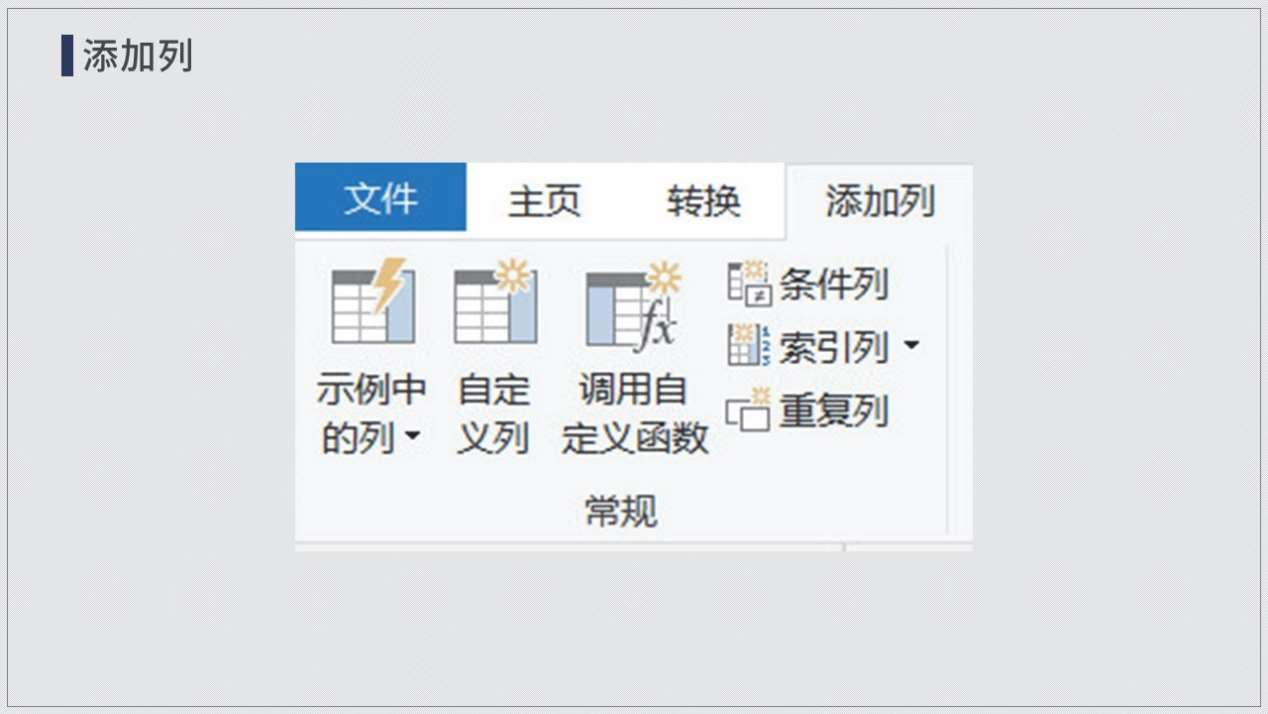 添加列
文件 主页 转换 添加列
示例中
的列
自定
义列
调用自
定义函数
条件列
索引列
重复列
常规